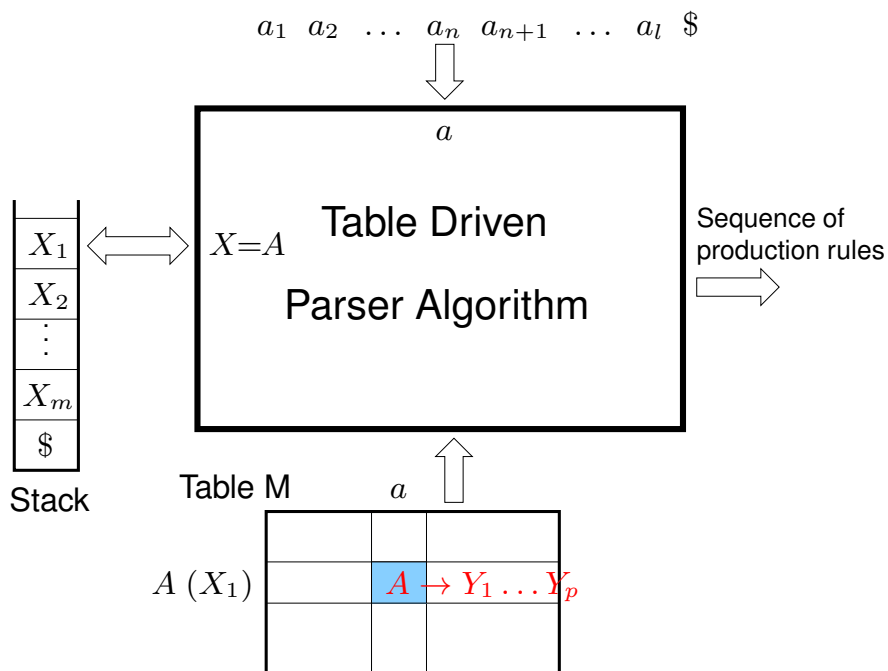 a₁ a₂ … aₙ aₙ₊₁ … aₗ $
a
Table Driven
Parser Algorithm
X=A
Sequence of
production rules
X₁
X₂
⋮
Xₘ
$
Stack
Table M
a
A (X₁)
A → Y₁ … Yₚ